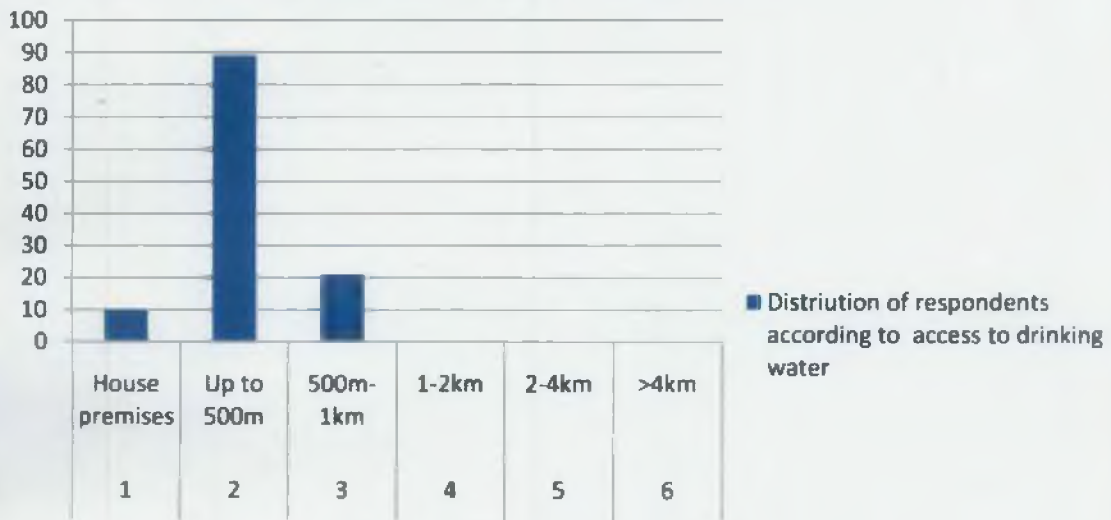 100
90
80
70
60
50
40
30
20
10
0
House premises
Up to 500m
500m-1km
1-2km
2-4km
>4km
1
2
3
4
5
6
Distriution of respondents
according to access to drinking
water